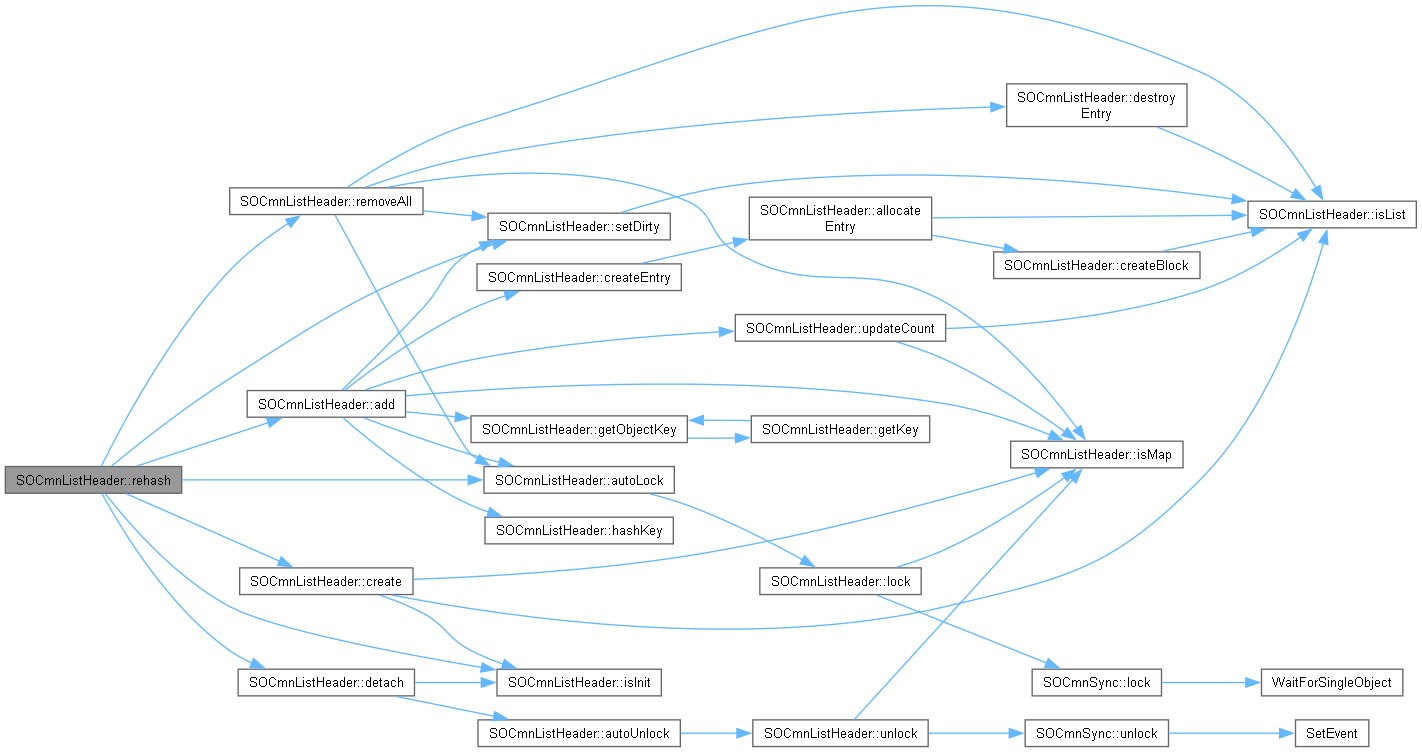 SOCmnListHeader::destroy
Entry
SOCmnListHeader::removeAll
SOCmnListHeader::allocate
Entry
SOCmnListHeader::isList
SOCmnListHeader::setDirty
SOCmnListHeader::createBlock
SOCmnListHeader::createEntry
SOCmnListHeader::updateCount
SOCmnListHeader::add
SOCmnListHeader::getObjectKey
SOCmnListHeader::getKey
SOCmnListHeader::isMap
SOCmnListHeader::rehash
SOCmnListHeader::autoLock
SOCmnListHeader::hashKey
SOCmnListHeader::create
SOCmnListHeader::lock
SOCmnListHeader::detach
SOCmnListHeader::isInit
SOCmnSync::lock
WaitForSingleObject
SOCmnListHeader::autoUnlock
SOCmnListHeader::unlock
SOCmnSync::unlock
SetEvent